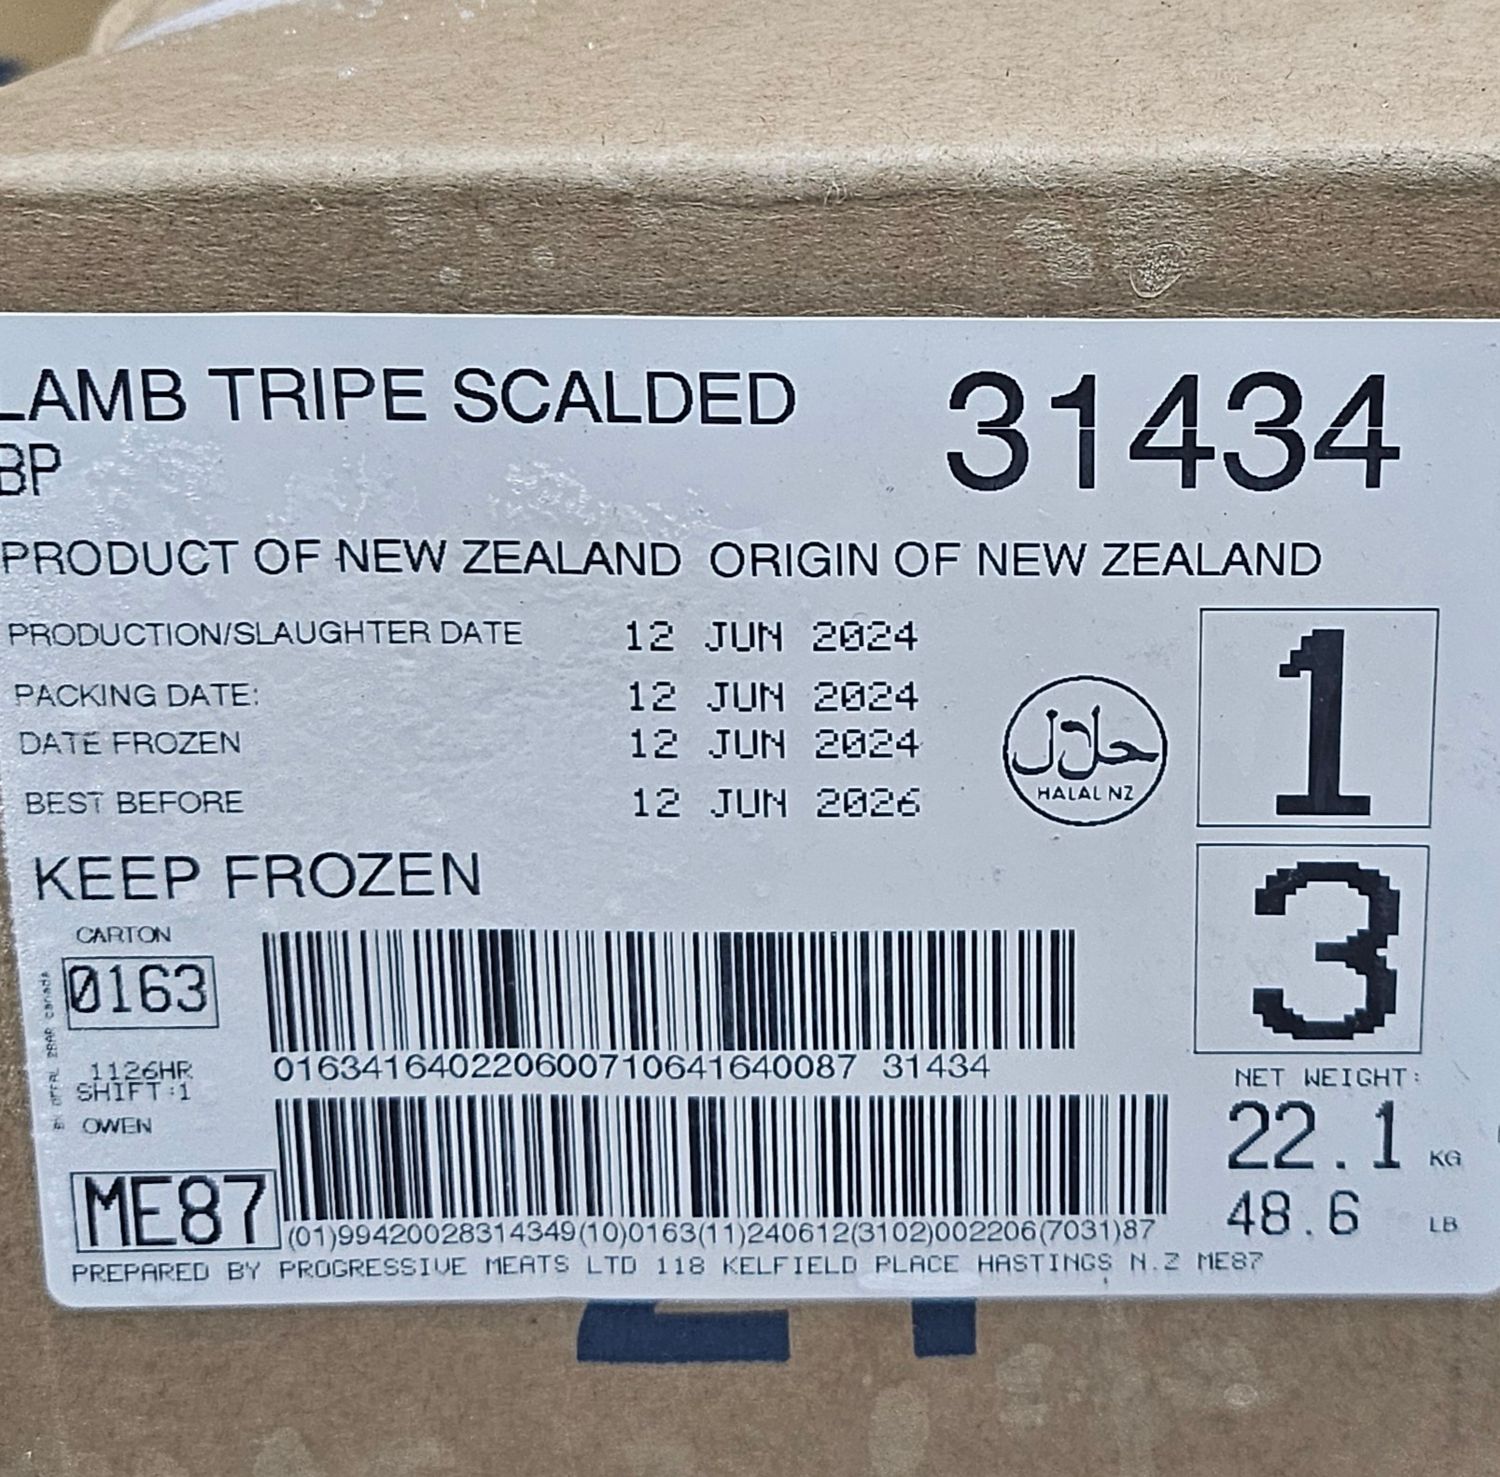 LAMB TRIPE SCALDED 31434
BP
PRODUCT OF NEW ZEALAND ORIGIN OF NEW ZEALAND
PRODUCTION/SLAUGHTER DATE 12 JUN 2024
PACKING DATE: 12 JUN 2024
DATE FROZEN 12 JUN 2024
BEST BEFORE 12 JUN 2026
حلال
HALAL NZ
1
3
KEEP FROZEN
CARTON
0163
1126HR
SHIFT:1
OWEN
016341640220600710641640087 31434
ME87
(01)99420028314349(10)0163(11)240612(3102)002206(7031)87
NET WEIGHT:
22.1 KG
48.6 LB
PREPARED BY PROGRESSIVE MEATS LTD 118 KELFIELD PLACE HASTINGS N.Z ME87